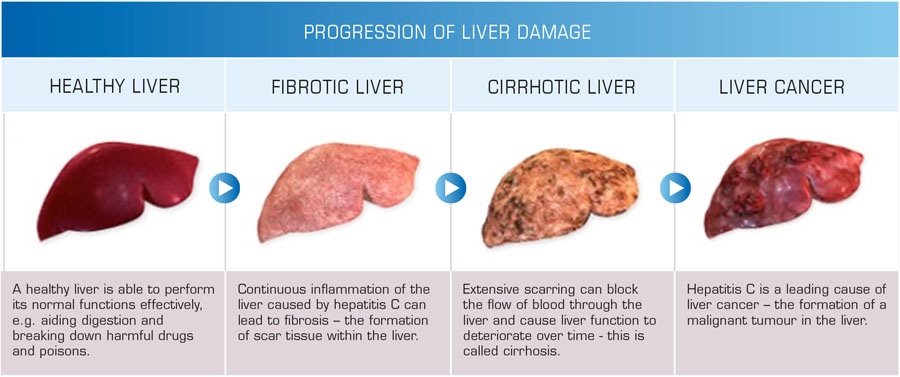 PROGRESSION OF LIVER DAMAGE
HEALTHY LIVER
FIBROTIC LIVER
CIRRHOTIC LIVER
LIVER CANCER
A healthy liver is able to perform
its normal functions effectively,
e.g. aiding digestion and
breaking down harmful drugs
and poisons.
Continuous inflammation of the
liver caused by hepatitis C can
lead to fibrosis – the formation
of scar tissue within the liver.
Extensive scarring can block
the flow of blood through the
liver and cause liver function to
deteriorate over time - this is
called cirrhosis.
Hepatitis C is a leading cause of
liver cancer – the formation of a
malignant tumour in the liver.